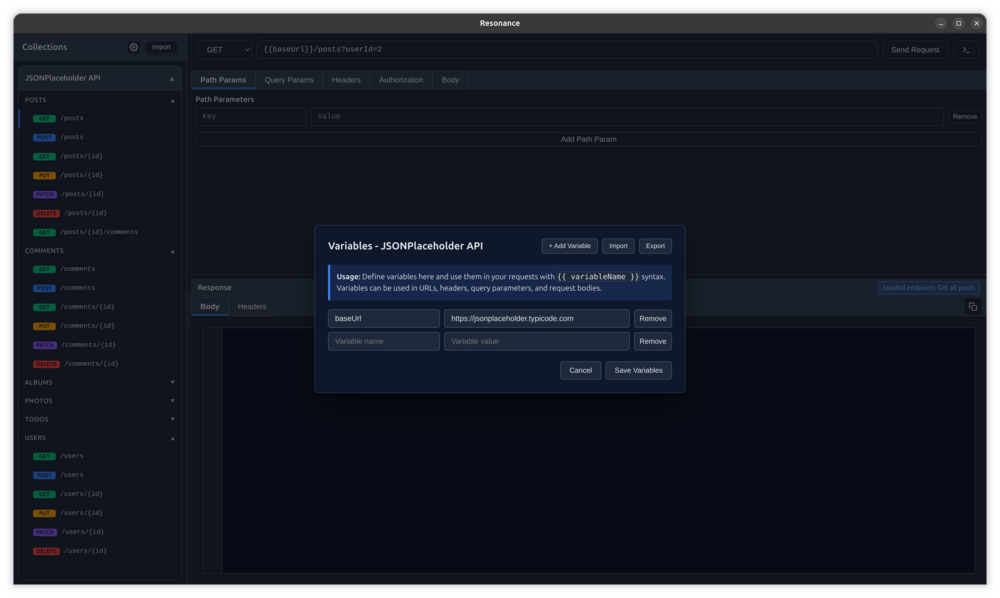 Resonance
Collections
Import
GET
{{baseUrl}}/posts?userId=2
Send Request
>_
JSONPlaceholder API
Path Params
Query Params
Headers
Authorization
Body
POSTS
Path Parameters
Key
Value
Remove
Add Path Param
GET /posts
POST /posts
GET /posts/{id}
PUT /posts/{id}
PATCH /posts/{id}
DELETE /posts/{id}
GET /posts/{id}/comments
COMMENTS
GET /comments
POST /comments
GET /comments/{id}
PUT /comments/{id}
PATCH /comments/{id}
DELETE /comments/{id}
ALBUMS
PHOTOS
TODOS
USERS
GET /users
POST /users
GET /users/{id}
PUT /users/{id}
PATCH /users/{id}
DELETE /users/{id}
Variables - JSONPlaceholder API
+ Add Variable
Import
Export
Usage: Define variables here and use them in your requests with {{ variableName }} syntax.
Variables can be used in URLs, headers, query parameters, and request bodies.
baseUrl
https://jsonplaceholder.typicode.com
Remove
Variable name
Variable value
Remove
Cancel
Save Variables
Response
Loaded endpoint: Get all posts
Body
Headers